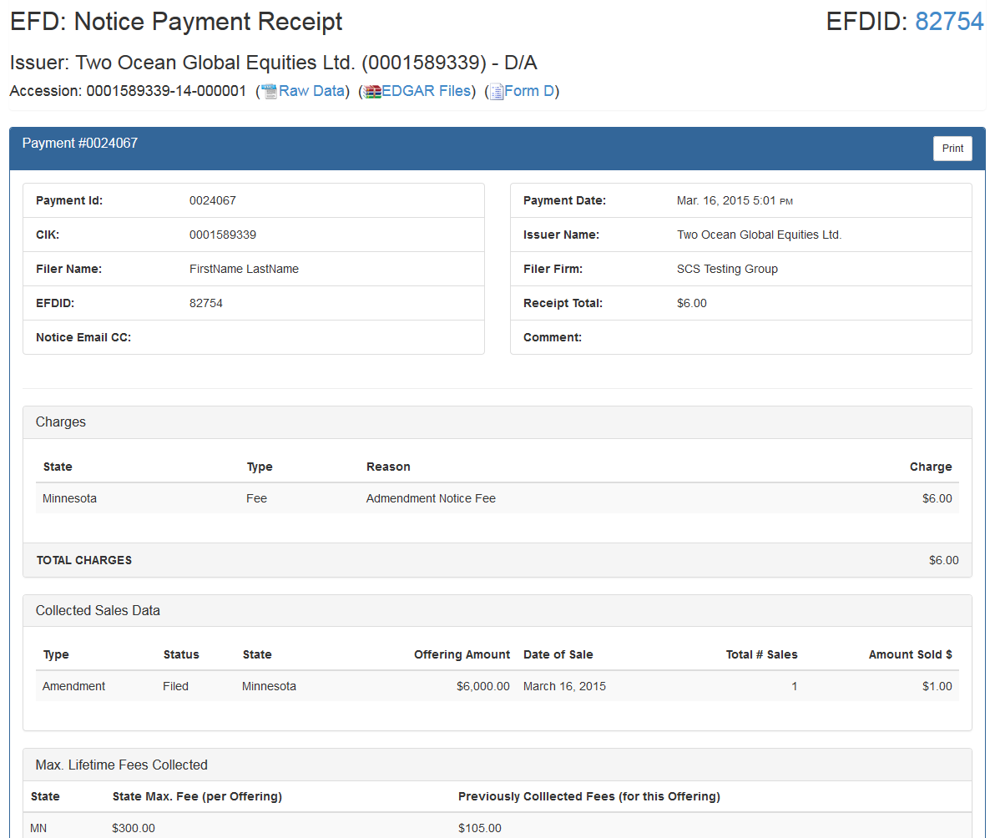 EFD: Notice Payment Receipt EFDID: 82754
Issuer: Two Ocean Global Equities Ltd. (0001589339) - D/A
Accession: 0001589339-14-000001 (Raw Data) (EDGAR Files) (Form D)
Payment #0024067 Print
Payment Id: 0024067 Payment Date: Mar. 16, 2015 5:01 PM
CIK: 0001589339 Issuer Name: Two Ocean Global Equities Ltd.
Filer Name: FirstName LastName Filer Firm: SCS Testing Group
EFDID: 82754 Receipt Total: $6.00
Notice Email CC: Comment:
Charges
State Type Reason Charge
Minnesota Fee Admendment Notice Fee $6.00
TOTAL CHARGES $6.00
Collected Sales Data
Type Status State Offering Amount Date of Sale Total # Sales Amount Sold $
Amendment Filed Minnesota $6,000.00 March 16, 2015 1 $1.00
Max. Lifetime Fees Collected
State State Max. Fee (per Offering) Previously Colllected Fees (for this Offering)
MN $300.00 $105.00